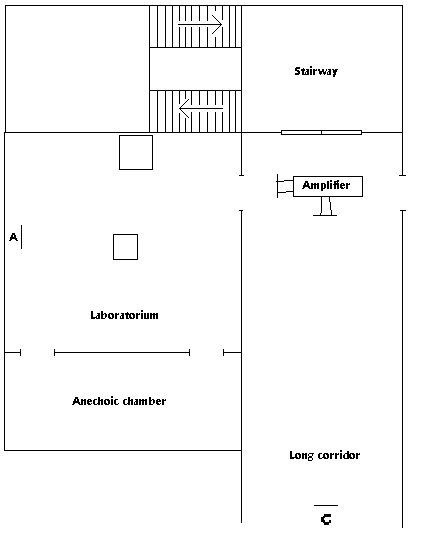 Stairway
Amplifier
A
Laboratorium
Anechoic chamber
Long corridor
C